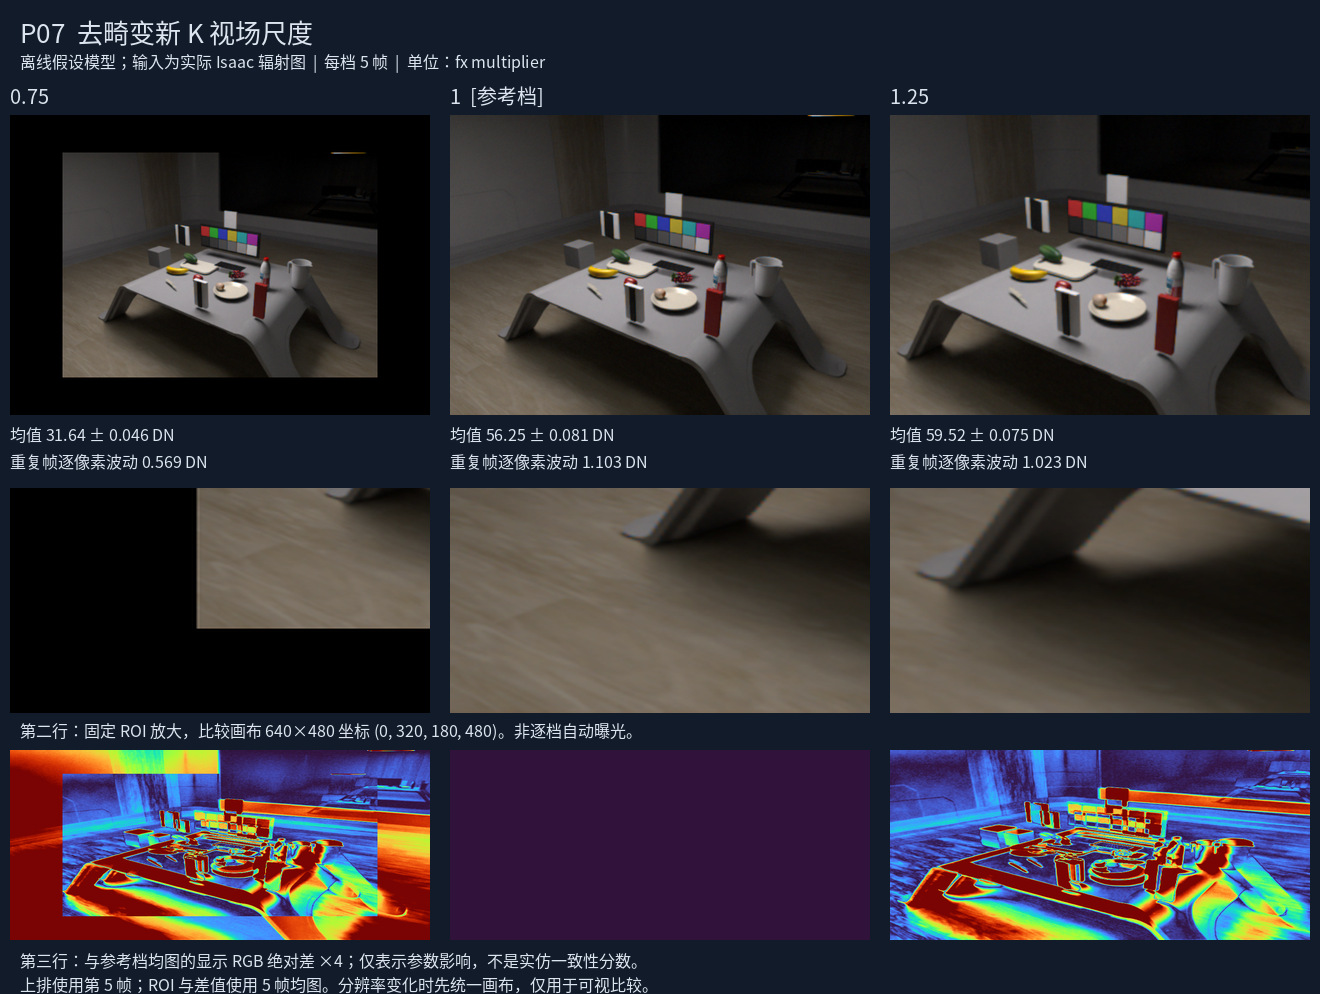 P07 去畸变新 K 视场尺度
离线假设模型；输入为实际 Isaac 辐射图 | 每档 5 帧 | 单位：fx multiplier
0.75
1 [参考档]
1.25
均值 31.64 ± 0.046 DN
重复帧逐像素波动 0.569 DN
均值 56.25 ± 0.081 DN
重复帧逐像素波动 1.103 DN
均值 59.52 ± 0.075 DN
重复帧逐像素波动 1.023 DN
第二行：固定 ROI 放大，比较画布 640×480 坐标 (0, 320, 180, 480)。非逐档自动曝光。
第三行：与参考档均图的显示 RGB 绝对差 ×4；仅表示参数影响，不是实仿一致性分数。
上排使用第 5 帧；ROI 与差值使用 5 帧均图。分辨率变化时先统一画布，仅用于可视比较。